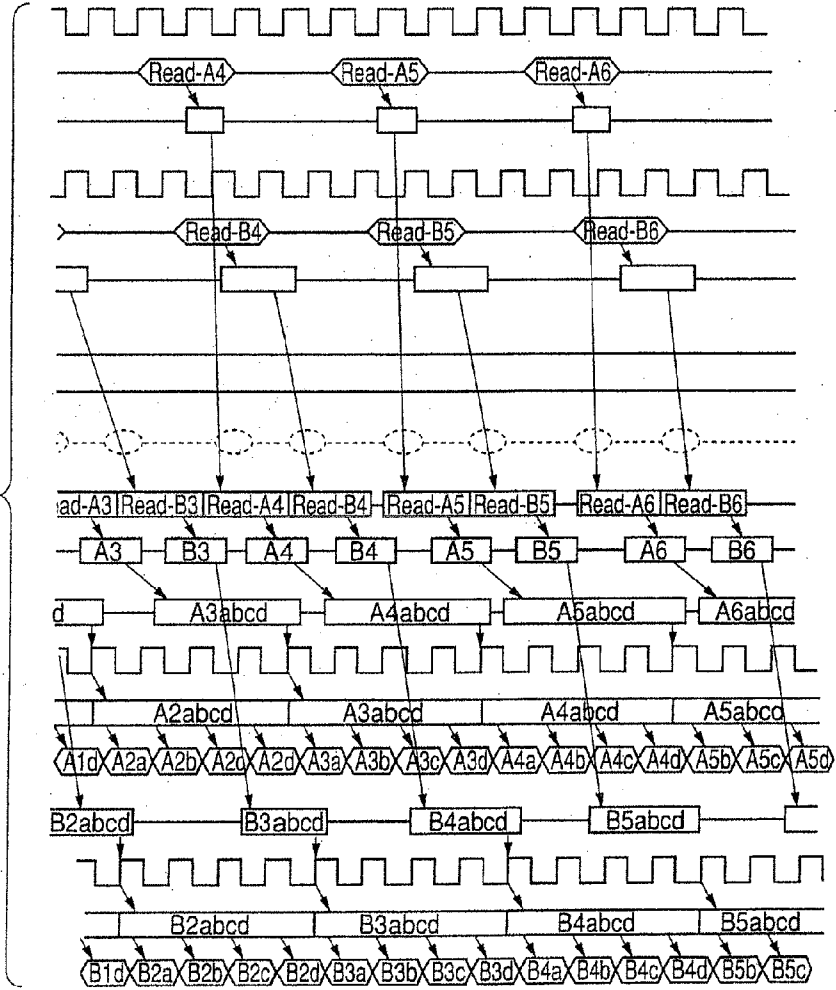 Read-A4 Read-A5 Read-A6
Read-B4 Read-B5 Read-B6
ead-A3 Read-B3 Read-A4 Read-B4 Read-A5 Read-B5 Read-A6 Read-B6
A3 B3 A4 B4 A5 B5 A6 B6
d A3abcd A4abcd A5abcd A6abcd
A2abcd A3abcd A4abcd A5abcd
A1d A2a A2b A2c A2d A3a A3b A3c A3d A4a A4b A4c A4d A5b A5c A5d
B2abcd B3abcd B4abcd B5abcd
B2abcd B3abcd B4abcd B5abcd
B1d B2a B2b B2c B2d B3a B3b B3c B3d B4a B4b B4c B4d B5b B5c